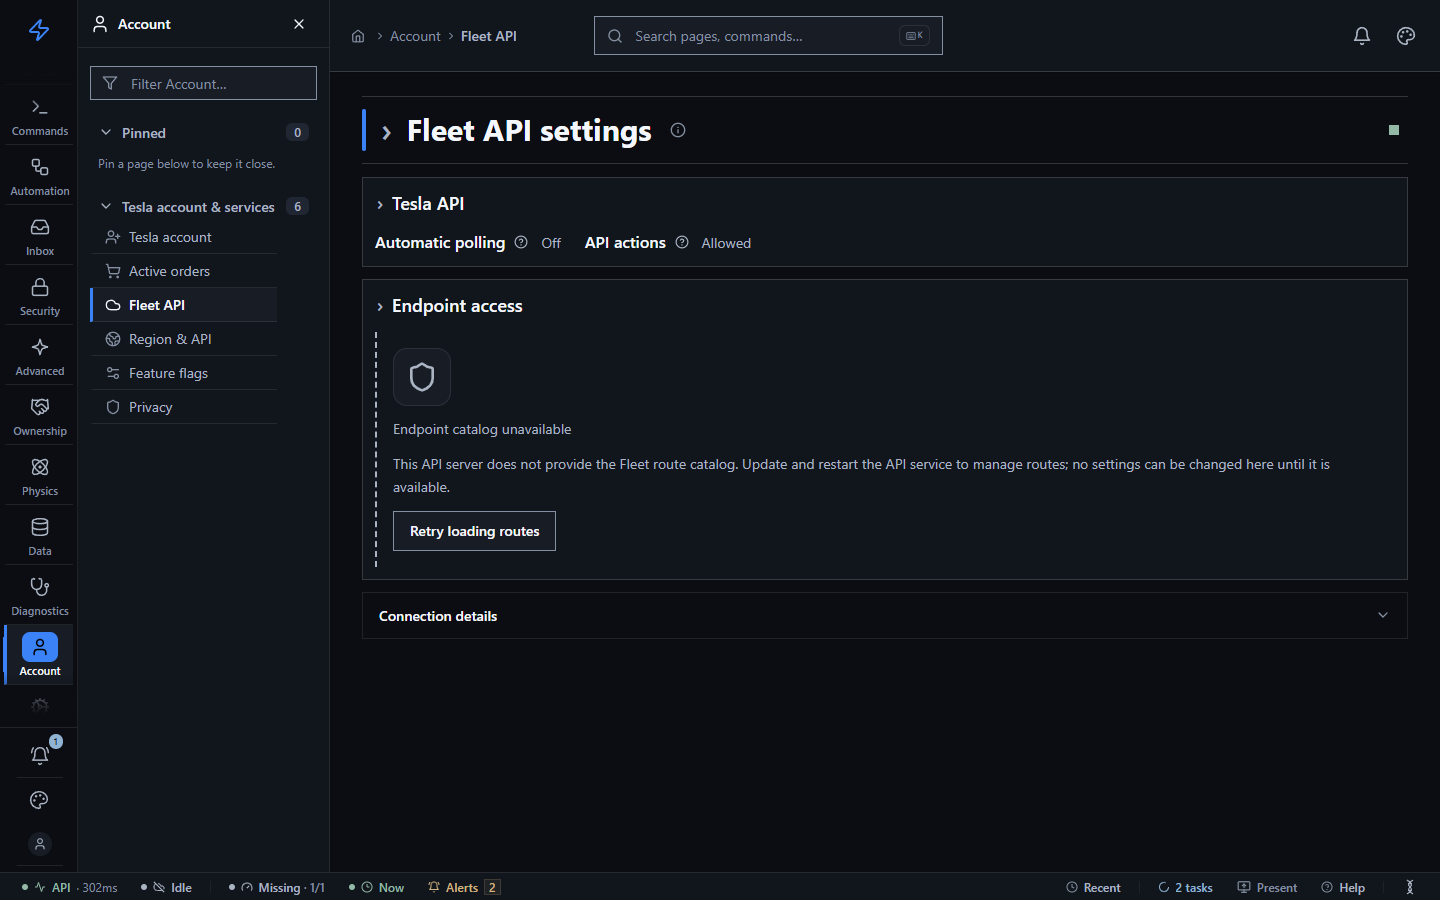 Account
Account
Fleet API
Search pages, commands...
K
Filter Account...
Commands
Automation
Inbox
Security
Advanced
Ownership
Physics
Data
Diagnostics
Account
1
Pinned
0
Pin a page below to keep it close.
Tesla account & services
6
Tesla account
Active orders
Fleet API
Region & API
Feature flags
Privacy
Fleet API settings
Tesla API
Automatic polling
Off
API actions
Allowed
Endpoint access
Endpoint catalog unavailable
This API server does not provide the Fleet route catalog. Update and restart the API service to manage routes; no settings can be changed here until it is
available.
Retry loading routes
Connection details
API · 302ms
Idle
Missing · 1/1
Now
Alerts 2
Recent
2 tasks
Present
Help